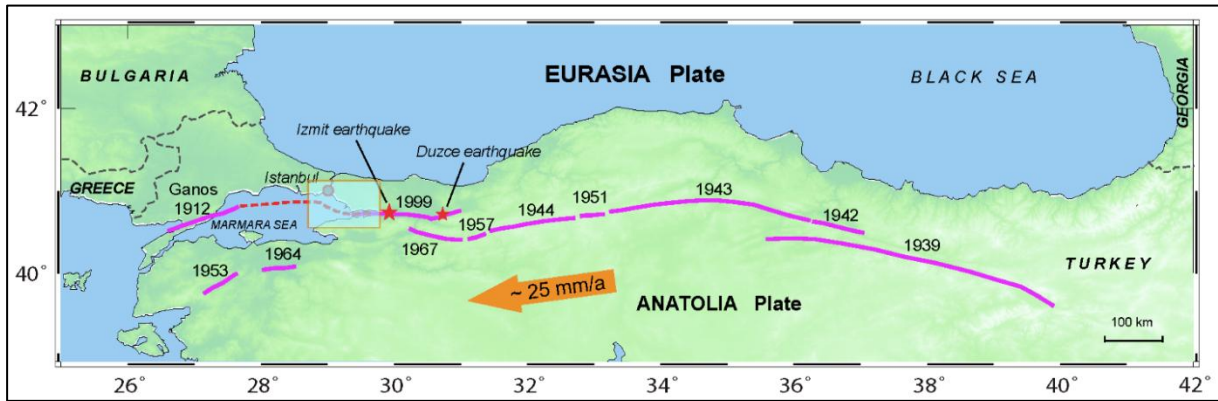 BULGARIA
EURASIA Plate
BLACK SEA
GEORGIA
42°
Izmit earthquake
Duzce earthquake
Istanbul
GREECE
Ganos
1912
1999
1943
1951
1944
1942
1957
MARMARA SEA
1967
1939
1964
1953
40°
TURKEY
~ 25 mm/a
ANATOLIA Plate
100 km
26° 28° 30° 32° 34° 36° 38° 40° 42°